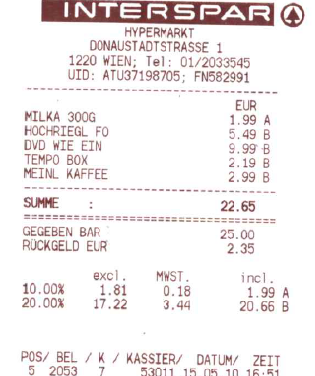 INTERSPAR
HYPERMARKT
DONAUSTADTSTRASSE 1
1220 WIEN; Tel: 01/2033545
UID: ATU37198705; FN582991
EUR
MILKA 300G 1.99 A
HOCHRIEGL FO 5.49 B
DVD WIE EIN 9.99 B
TEMPO BOX 2.19 B
MEINL KAFFEE 2.99 B
SUMME : 22.65
GEGEBEN BAR 25.00
RÜCKGELD EUR 2.35
excl. MWST. incl.
10.00% 1.81 0.18 1.99 A
20.00% 17.22 3.44 20.66 B
POS/ BEL / K / KASSIER/ DATUM/ ZEIT
5 2053 7 53011 15.05.10 16:51